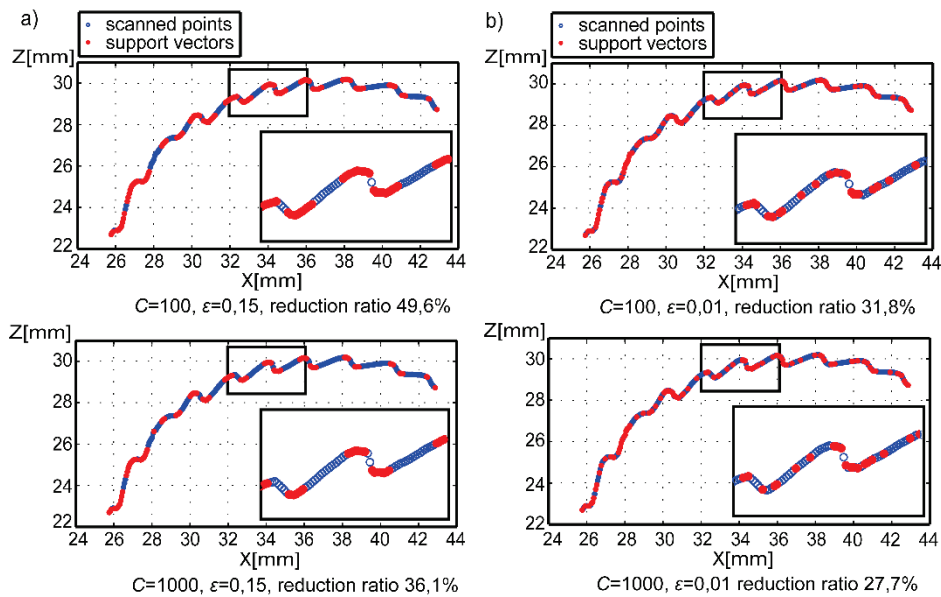 a)
scanned points
support vectors
Z[mm]
30
28
26
24
22
24 26 28 30 32 34 36 38 40 42 44
X[mm]
C=100, ε=0,15, reduction ratio 49,6%
b)
scanned points
support vectors
Z[mm]
30
28
26
24
22
24 26 28 30 32 34 36 38 40 42 44
X[mm]
C=100, ε=0,01, reduction ratio 31,8%
Z[mm]
30
28
26
24
22
24 26 28 30 32 34 36 38 40 42 44
X[mm]
C=1000, ε=0,15, reduction ratio 36,1%
Z[mm]
30
28
26
24
22
24 26 28 30 32 34 36 38 40 42 44
X[mm]
C=1000, ε=0,01 reduction ratio 27,7%